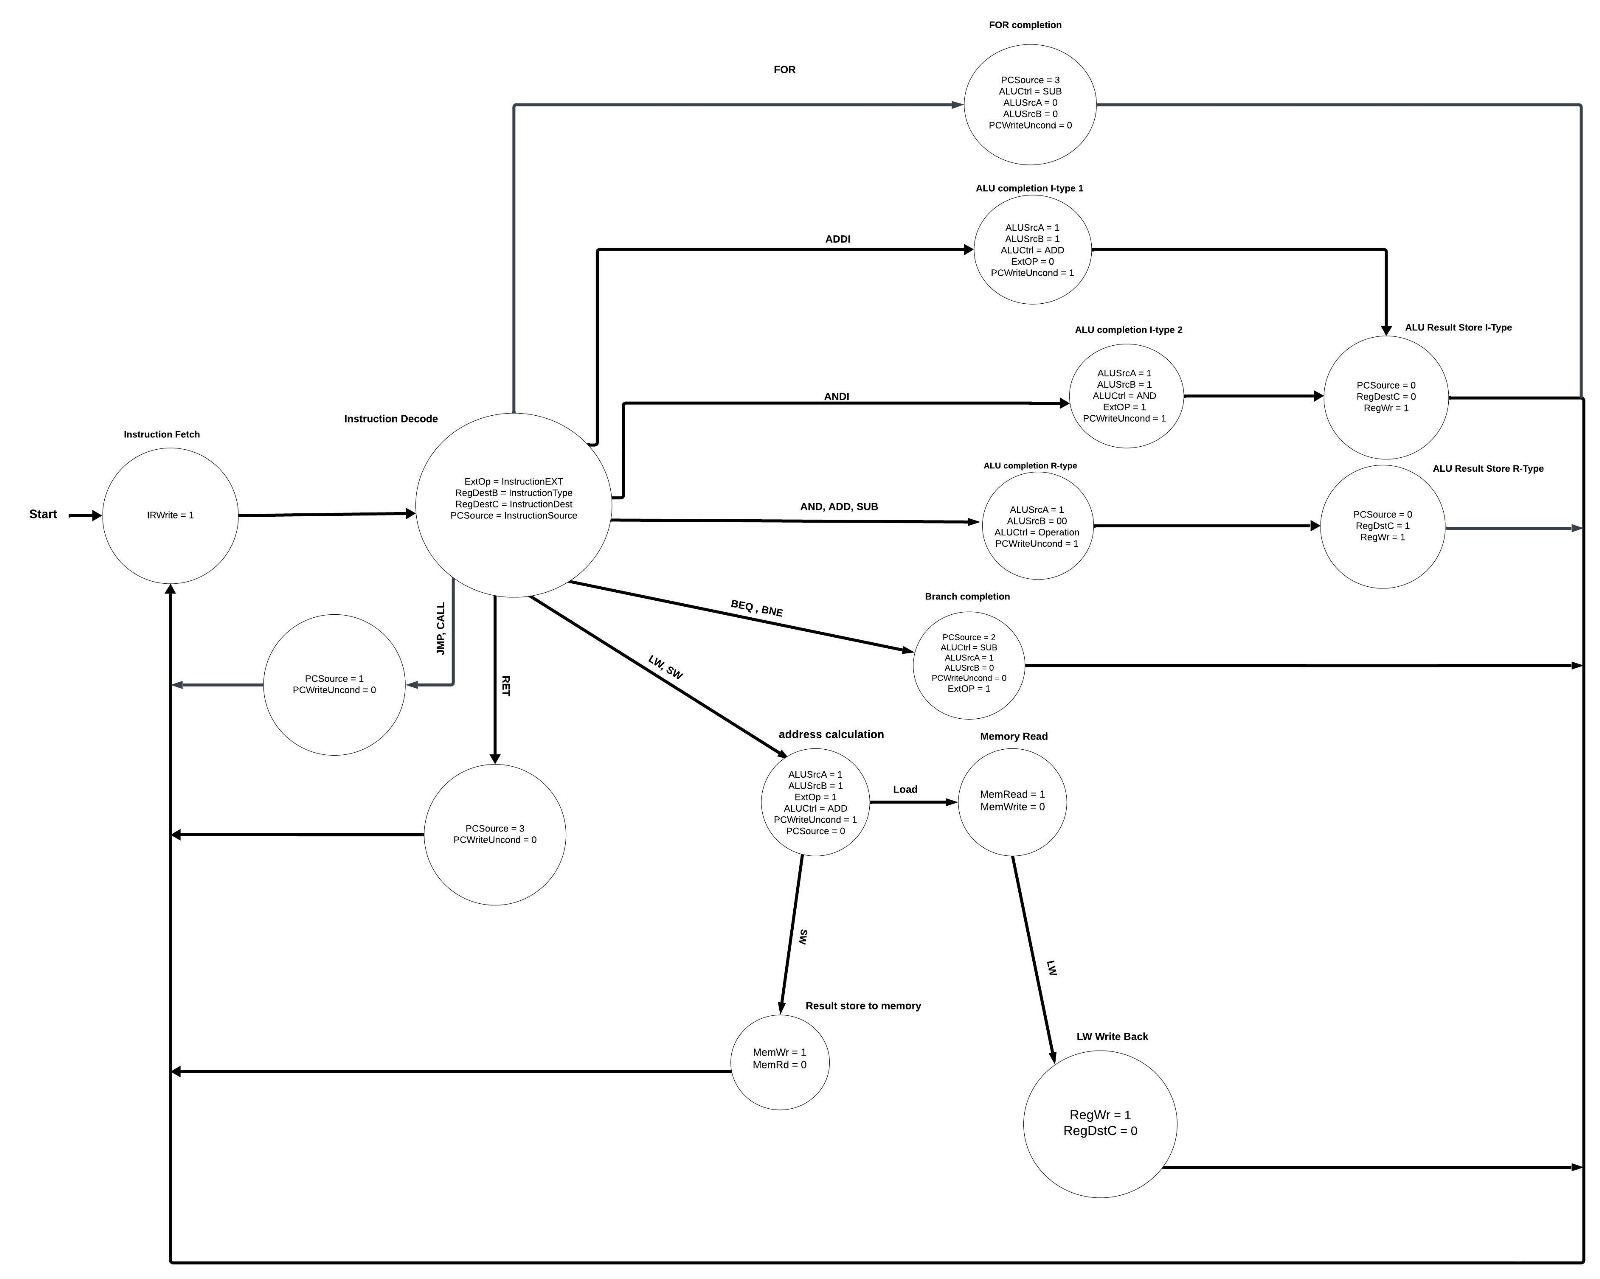 FOR completion
FOR
PCSource = 3
ALUCtrl = SUB
ALUSrcA = 0
ALUSrcB = 0
PCWriteUncond = 0
ALU completion I-type 1
ADDI
ALUSrcA = 1
ALUSrcB = 1
ALUCtrl = ADD
ExtOP = 0
PCWriteUncond = 1
ALU completion I-type 2
ALU Result Store I-Type
ANDI
ALUSrcA = 1
ALUSrcB = 1
ALUCtrl = AND
ExtOP = 1
PCWriteUncond = 1
PCSource = 0
RegDestC = 0
RegWr = 1
Instruction Decode
Instruction Fetch
Start
IRWrite = 1
ExtOp = InstructionEXT
RegDestB = InstructionType
RegDestC = InstructionDest
PCSource = InstructionSource
ALU completion R-type
ALU Result Store R-Type
AND, ADD, SUB
ALUSrcA = 1
ALUSrcB = 00
ALUCtrl = Operation
PCWriteUncond = 1
PCSource = 0
RegDstC = 1
RegWr = 1
Branch completion
BEQ , BNE
PCSource = 2
ALUCtrl = SUB
ALUSrcA = 1
ALUSrcB = 0
PCWriteUncond = 0
ExtOP = 1
JMP, CALL
PCSource = 1
PCWriteUncond = 0
RET
LW, SW
PCSource = 3
PCWriteUncond = 0
address calculation
ALUSrcA = 1
ALUSrcB = 1
ExtOp = 1
ALUCtrl = ADD
PCWriteUncond = 1
PCSource = 0
Load
Memory Read
MemRead = 1
MemWrite = 0
SW
LW
Result store to memory
MemWr = 1
MemRd = 0
LW Write Back
RegWr = 1
RegDstC = 0